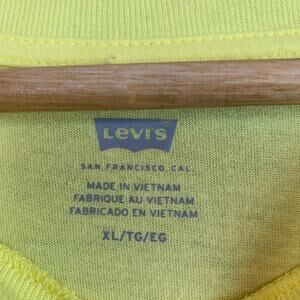 Levi's
SAN FRANCISCO, CAL.
MADE IN VIETNAM
FABRIQUE AU VIETNAM
FABRICADO EN VIETNAM
XL/TG/EG